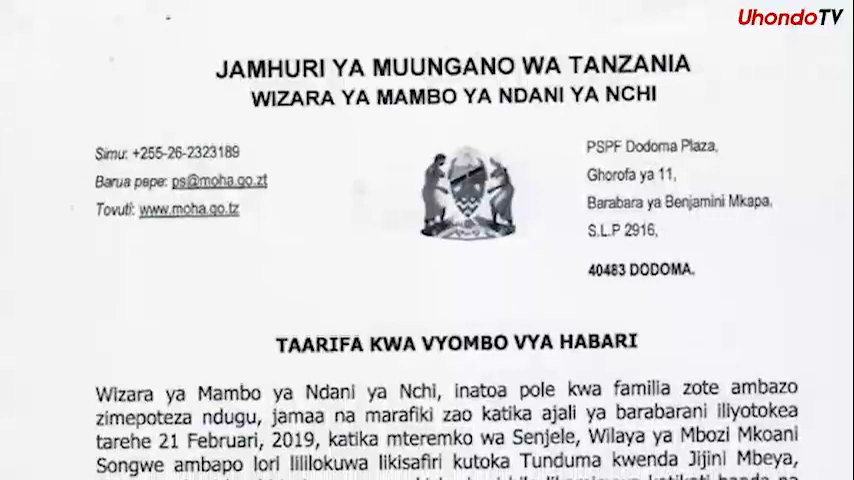 UhondoTV
JAMHURI YA MUUNGANO WA TANZANIA
WIZARA YA MAMBO YA NDANI YA NCHI
Simu: +255-26-2323189
Barua pepe: ps@moha.go.zt
Tovuti: www.moha.go.tz
PSPF Dodoma Plaza,
Ghorofa ya 11,
Barabara ya Benjamini Mkapa,
S.L.P 2916,
40483 DODOMA.
TAARIFA KWA VYOMBO VYA HABARI
Wizara ya Mambo ya Ndani ya Nchi, inatoa pole kwa familia zote ambazo
zimepoteza ndugu, jamaa na marafiki zao katika ajali ya barabarani iliyotokea
tarehe 21 Februari, 2019, katika mteremko wa Senjele, Wilaya ya Mbozi Mkoani
Songwe ambapo lori lililokuwa likisafiri kutoka Tunduma kwenda Jijini Mbeya,